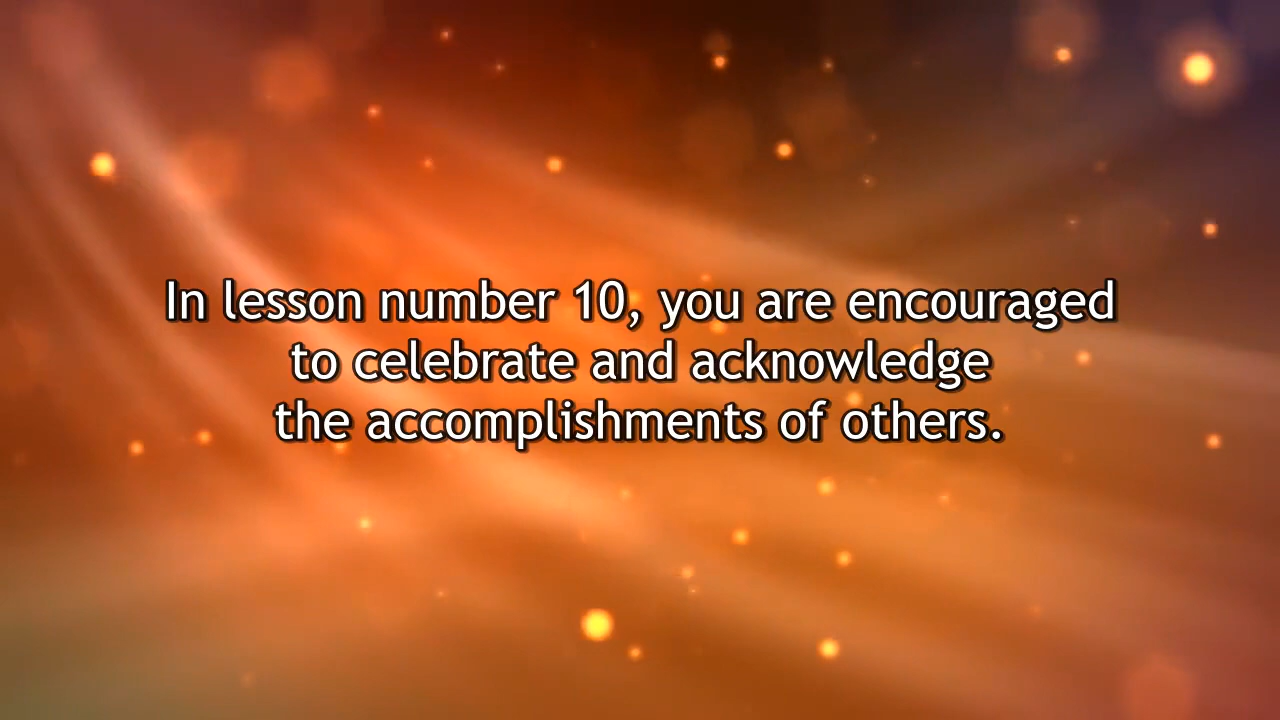 In lesson number 10, you are encouraged
to celebrate and acknowledge
the accomplishments of others.